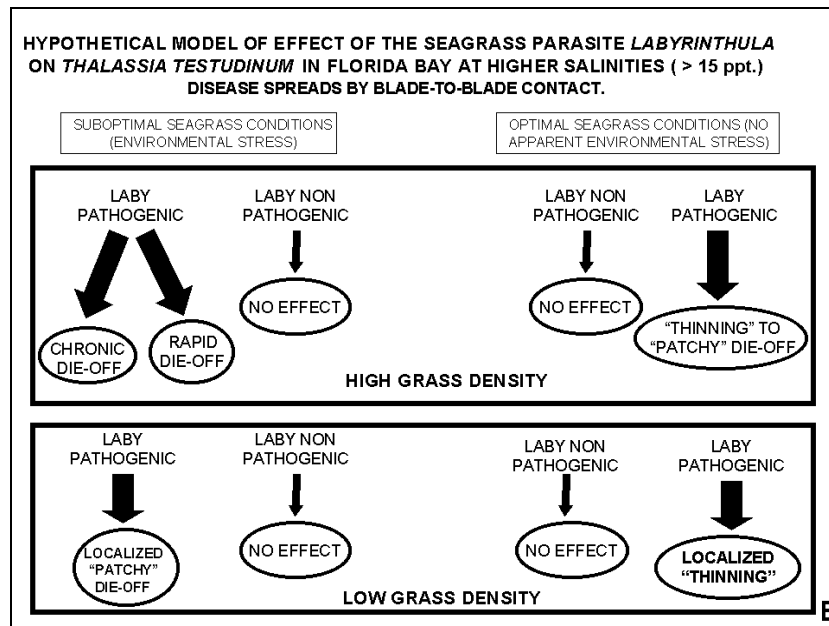 HYPOTHETICAL MODEL OF EFFECT OF THE SEAGRASS PARASITE LABYRINTHULA
ON THALASSIA TESTUDINUM IN FLORIDA BAY AT HIGHER SALINITIES ( > 15 ppt.)
DISEASE SPREADS BY BLADE-TO-BLADE CONTACT.
SUBOPTIMAL SEAGRASS CONDITIONS
(ENVIRONMENTAL STRESS)
OPTIMAL SEAGRASS CONDITIONS (NO
APPARENT ENVIRONMENTAL STRESS)
LABY
PATHOGENIC
LABY NON
PATHOGENIC
LABY NON
PATHOGENIC
LABY
PATHOGENIC
CHRONIC
DIE-OFF
RAPID
DIE-OFF
NO EFFECT
NO EFFECT
"THINNING" TO
"PATCHY" DIE-OFF
HIGH GRASS DENSITY
LABY
PATHOGENIC
LABY NON
PATHOGENIC
LABY NON
PATHOGENIC
LABY
PATHOGENIC
LOCALIZED
"PATCHY"
DIE-OFF
NO EFFECT
NO EFFECT
LOCALIZED
"THINNING"
LOW GRASS DENSITY